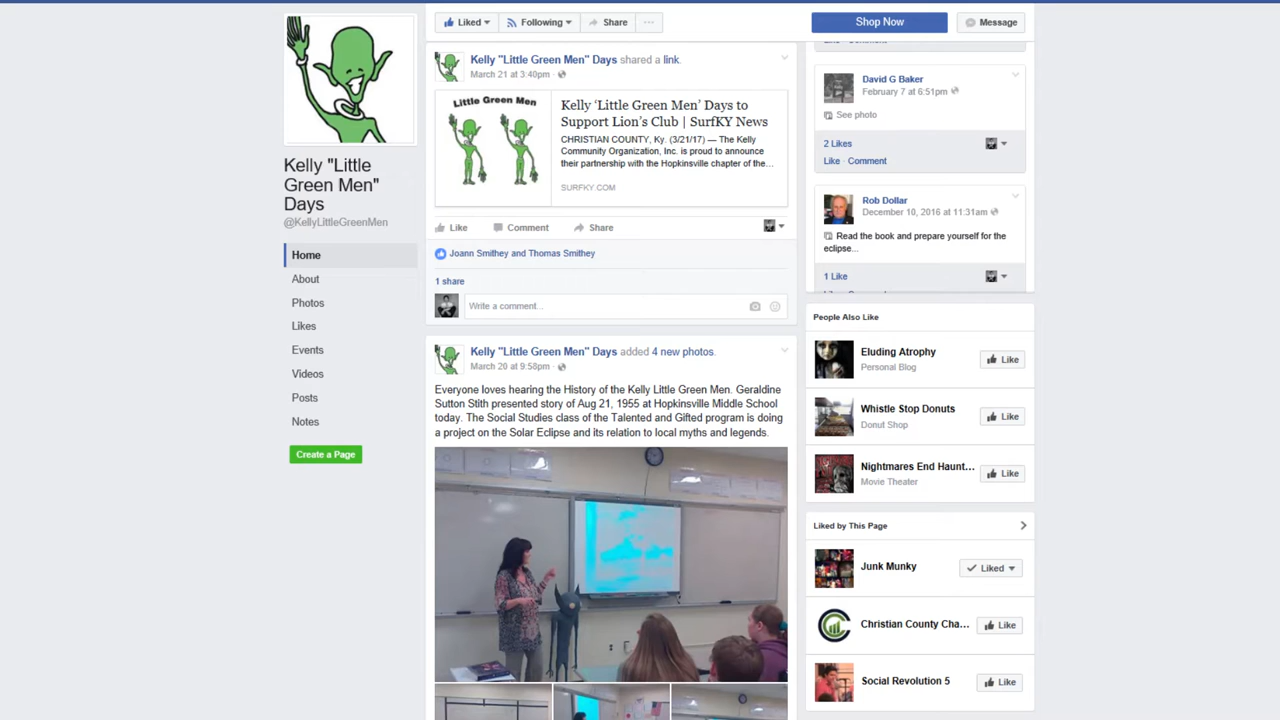 Liked
Following
Share
Shop Now
Message
Kelly "Little
Green Men"
Days
@KellyLittleGreenMen
Home
About
Photos
Likes
Events
Videos
Posts
Notes
Create a Page
Kelly "Little Green Men" Days shared a link.
March 21 at 3:40pm
Little Green Men
Kelly ‘Little Green Men’ Days to
Support Lion’s Club | SurfKY News
CHRISTIAN COUNTY, Ky. (3/21/17) — The Kelly
Community Organization, Inc. is proud to announce
their partnership with the Hopkinsville chapter of the...
SURFKY.COM
Like Comment Share
Joann Smithey and Thomas Smithey
1 share
Write a comment...
Kelly "Little Green Men" Days added 4 new photos.
March 20 at 9:58pm
Everyone loves hearing the History of the Kelly Little Green Men. Geraldine
Sutton Stith presented story of Aug 21, 1955 at Hopkinsville Middle School
today. The Social Studies class of the Talented and Gifted program is doing
a project on the Solar Eclipse and its relation to local myths and legends.
David G Baker
February 7 at 6:51pm
See photo
2 Likes
Like · Comment
Rob Dollar
December 10, 2016 at 11:31am
Read the book and prepare yourself for the
eclipse...
1 Like
People Also Like
Eluding Atrophy
Personal Blog
Like
Whistle Stop Donuts
Donut Shop
Like
Nightmares End Haunt...
Movie Theater
Like
Liked by This Page
Junk Munky
Liked
Christian County Cha...
Like
Social Revolution 5
Like